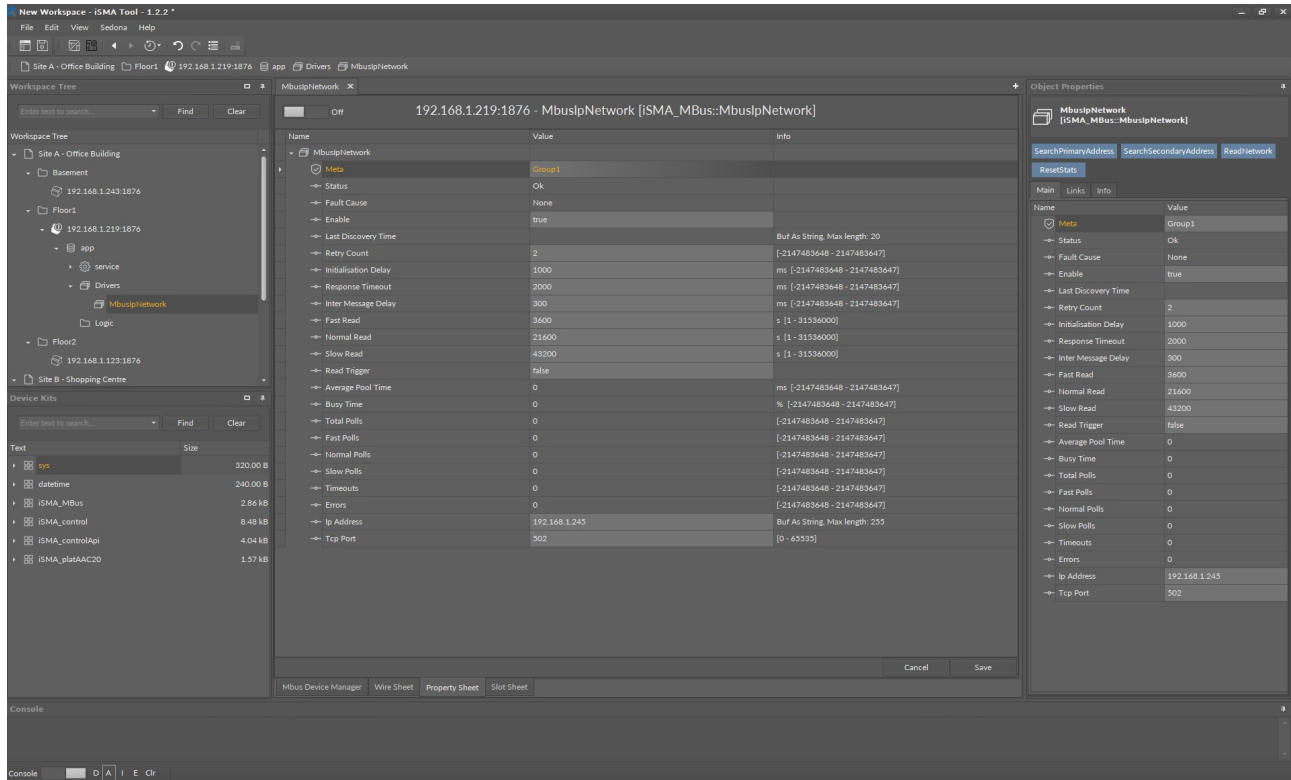 New Workspace - iSMA Tool - 1.2.2 *
File Edit View Sedona Help
Site A - Office Building Floor1 192.168.1.219:1876 app Drivers MbusIpNetwork
Workspace Tree
Enter text to search... Find Clear
Workspace Tree
Site A - Office Building
Basement
192.168.1.243:1876
Floor1
192.168.1.219:1876
app
service
Drivers
MbusIpNetwork
Logic
Floor2
192.168.1.123:1876
Site B - Shopping Centre
Device Kits
Enter text to search... Find Clear
Text Size
sys 320.00 B
datetime 240.00 B
iSMA_MBus 2.86 kB
iSMA_control 8.48 kB
iSMA_controlApi 4.04 kB
iSMA_platAAC20 1.57 kB
MbusIpNetwork
Off 192.168.1.219:1876 - MbusIpNetwork [iSMA_MBus::MbusIpNetwork]
Name Value Info
MbusIpNetwork
Meta Group1
Status Ok
Fault Cause None
Enable true
Last Discovery Time Buf As String, Max length: 20
Retry Count 2 [-2147483648 - 2147483647]
Initialisation Delay 1000 ms [-2147483648 - 2147483647]
Response Timeout 2000 ms [-2147483648 - 2147483647]
Inter Message Delay 300 ms [-2147483648 - 2147483647]
Fast Read 3600 s [1 - 31536000]
Normal Read 21600 s [1 - 31536000]
Slow Read 43200 s [1 - 31536000]
Read Trigger false
Average Pool Time 0 ms [-2147483648 - 2147483647]
Busy Time 0 % [-2147483648 - 2147483647]
Total Polls 0 [-2147483648 - 2147483647]
Fast Polls 0 [-2147483648 - 2147483647]
Normal Polls 0 [-2147483648 - 2147483647]
Slow Polls 0 [-2147483648 - 2147483647]
Timeouts 0 [-2147483648 - 2147483647]
Errors 0 [-2147483648 - 2147483647]
Ip Address 192.168.1.245 Buf As String, Max length: 255
Tcp Port 502 [0 - 65535]
Cancel Save
Mbus Device Manager Wire Sheet Property Sheet Slot Sheet
Object Properties
MbusIpNetwork
[iSMA_MBus::MbusIpNetwork]
SearchPrimaryAddress SearchSecondaryAddress ReadNetwork
ResetStats
Main Links Info
Name Value
Meta Group1
Status Ok
Fault Cause None
Enable true
Last Discovery Time
Retry Count 2
Initialisation Delay 1000
Response Timeout 2000
Inter Message Delay 300
Fast Read 3600
Normal Read 21600
Slow Read 43200
Read Trigger false
Average Pool Time 0
Busy Time 0
Total Polls 0
Fast Polls 0
Normal Polls 0
Slow Polls 0
Timeouts 0
Errors 0
Ip Address 192.168.1.245
Tcp Port 502
Console
Console D A I E Clr